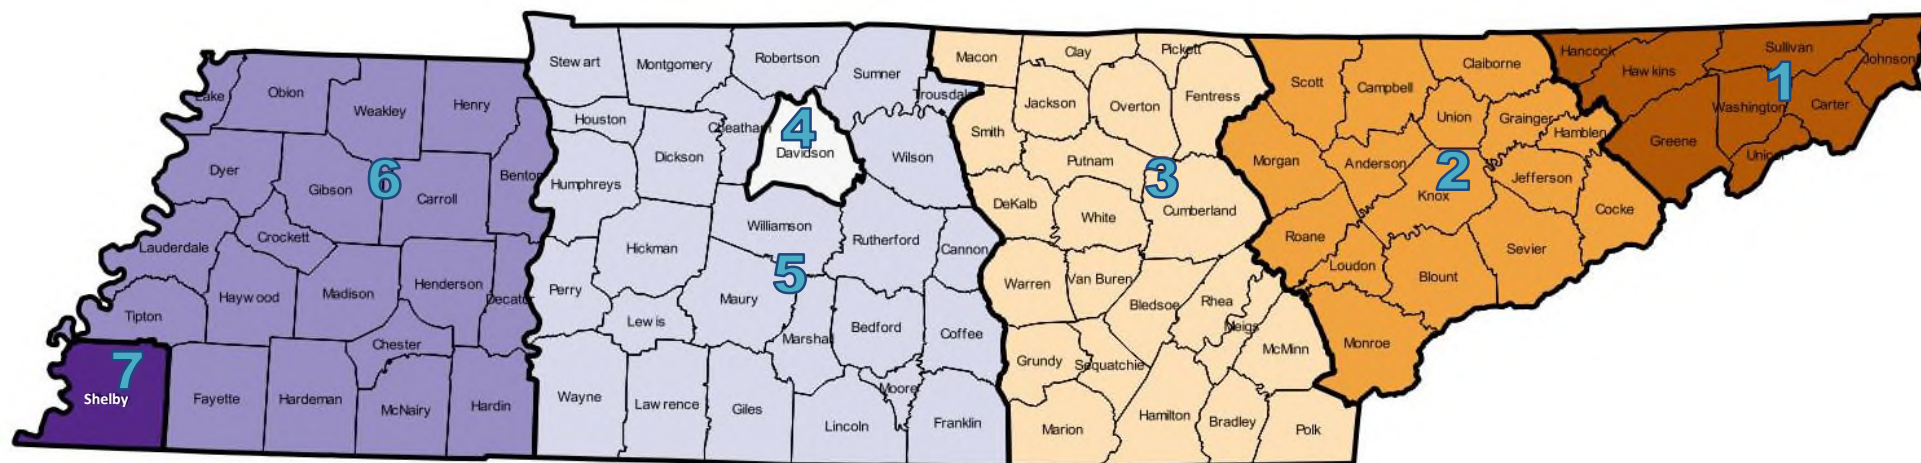 Lake
Obion
Weakley
Henry
Dyer
Gibson
6
Carroll
Benton
Lauderdale
Crockett
Haywood
Madison
Henderson
Decatur
Tipton
Chester
7
Shelby
Fayette
Hardeman
McNairy
Hardin
Stewart
Montgomery
Robertson
Sumner
Trousdale
Houston
Cheatham
4
Davidson
Dickson
Wilson
Humphreys
Williamson
Hickman
Rutherford
Cannon
5
Perry
Maury
Lewis
Marshal
Bedford
Coffee
Wayne
Lawrence
Giles
Moore
Lincoln
Franklin
Macon
Clay
Pickett
Jackson
Overton
Fentress
Smith
Putnam
3
DeKalb
White
Cumberland
Warren
Van Buren
Bledsoe
Rhea
Meigs
Grundy
Sequatchie
McMinn
Marion
Hamilton
Bradley
Polk
Scott
Campbell
Claiborne
Union
Grainger
Hamblen
Morgan
Anderson
2
Knox
Jefferson
Cocke
Roane
Loudon
Blount
Sevier
Monroe
Hancock
Hawkins
Sullivan
Johnson
1
Washington
Carter
Greene
Unicoi